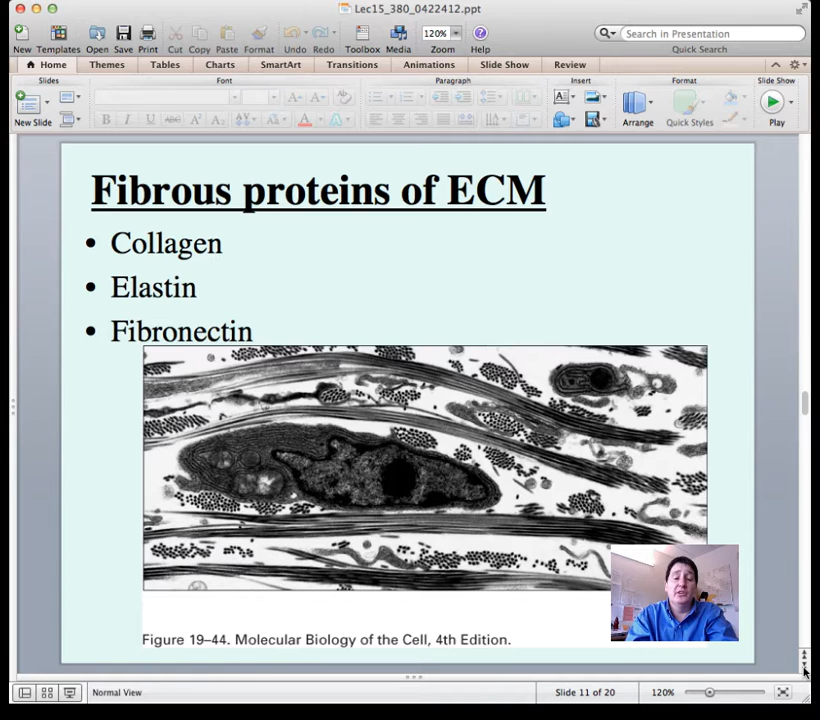 Lec15_380_0422412.ppt
New Templates Open Save Print Cut Copy Paste Format Undo Redo Toolbox Media Zoom Help
120%
Search in Presentation
Quick Search
Home Themes Tables Charts SmartArt Transitions Animations Slide Show Review
Slides Font Paragraph Insert Format Slide Show
New Slide Arrange Quick Styles Play
Fibrous proteins of ECM
• Collagen
• Elastin
• Fibronectin
Figure 19–44. Molecular Biology of the Cell, 4th Edition.
Normal View Slide 11 of 20 120%